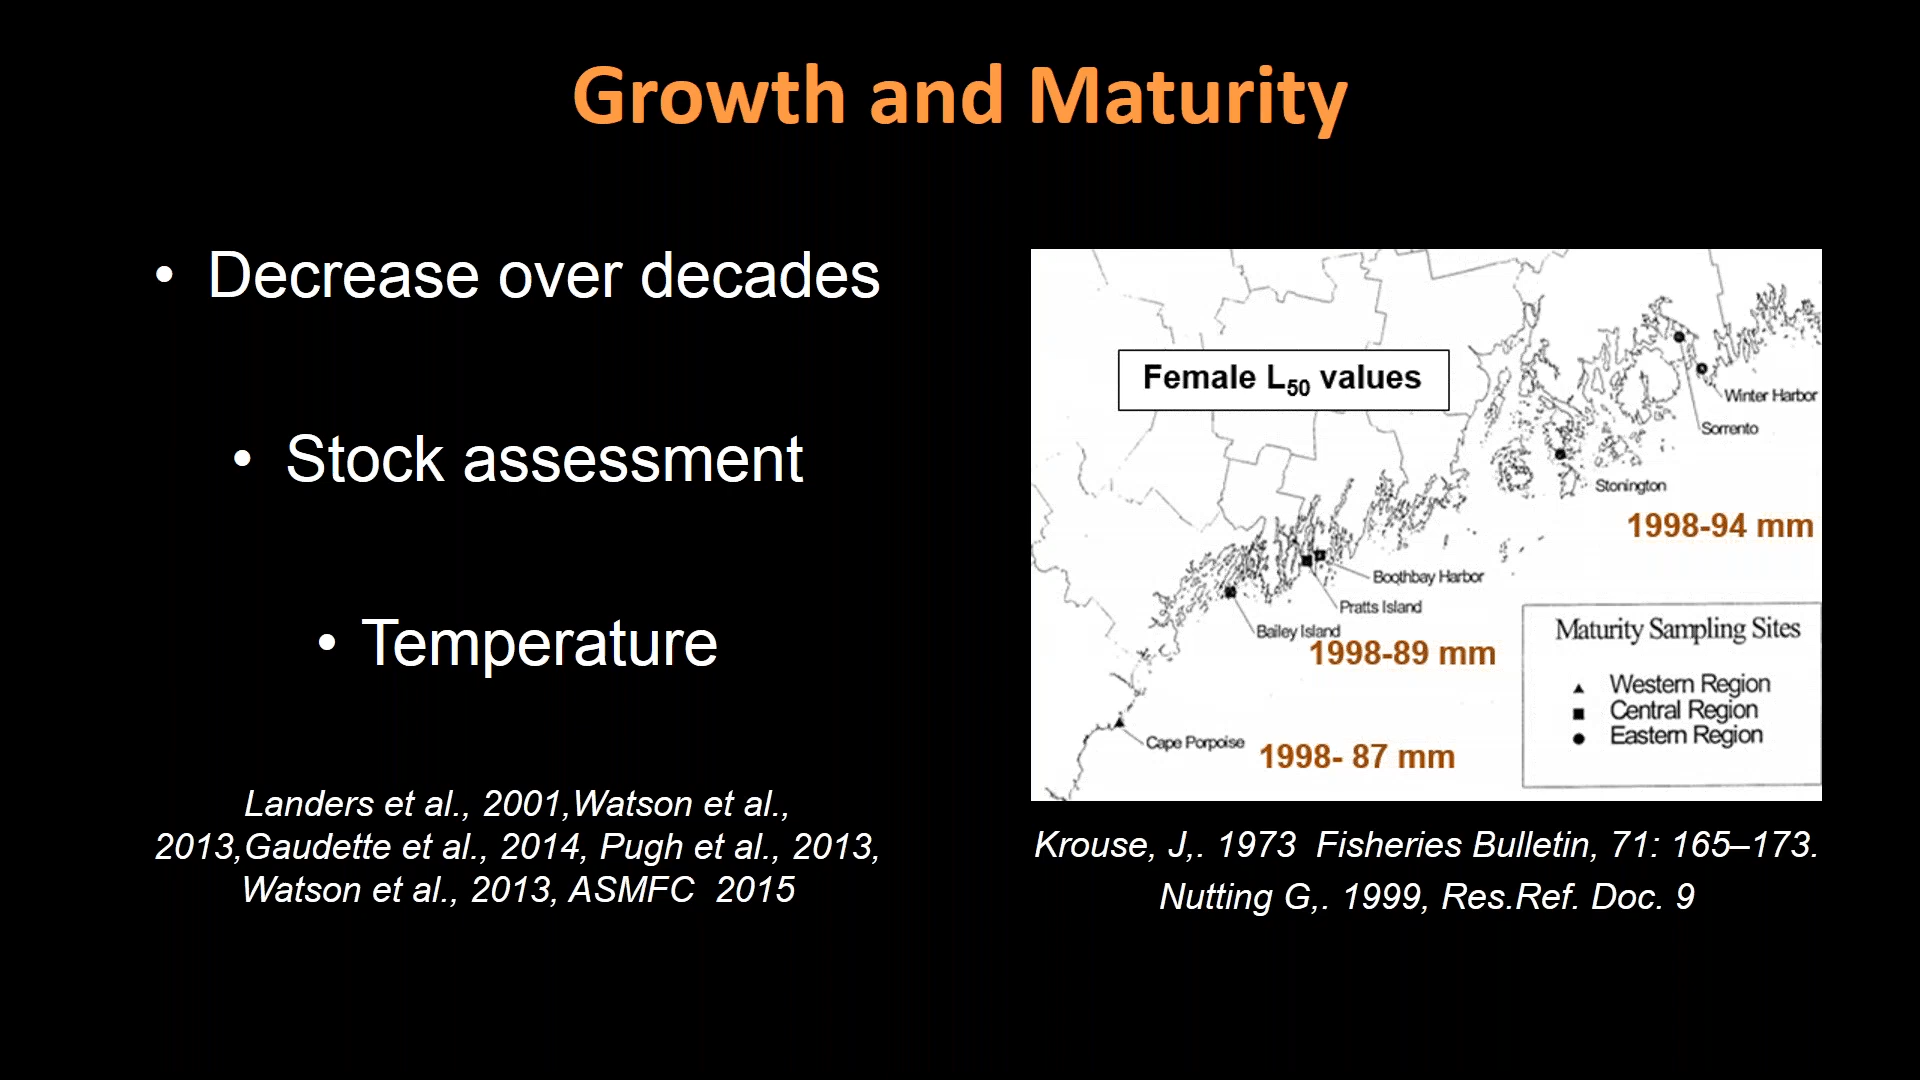 Growth and Maturity
• Decrease over decades
• Stock assessment
• Temperature
Landers et al., 2001,Watson et al.,
2013,Gaudette et al., 2014, Pugh et al., 2013,
Watson et al., 2013, ASMFC  2015
Female L50 values
Winter Harbor
Sorrento
Stonington
1998-94 mm
Boothbay Harbor
Pratts Island
Bailey Island
1998-89 mm
Cape Porpoise
1998- 87 mm
Maturity Sampling Sites
▲ Western Region
■ Central Region
● Eastern Region
Krouse, J,. 1973  Fisheries Bulletin, 71: 165–173.
Nutting G,. 1999, Res.Ref. Doc. 9